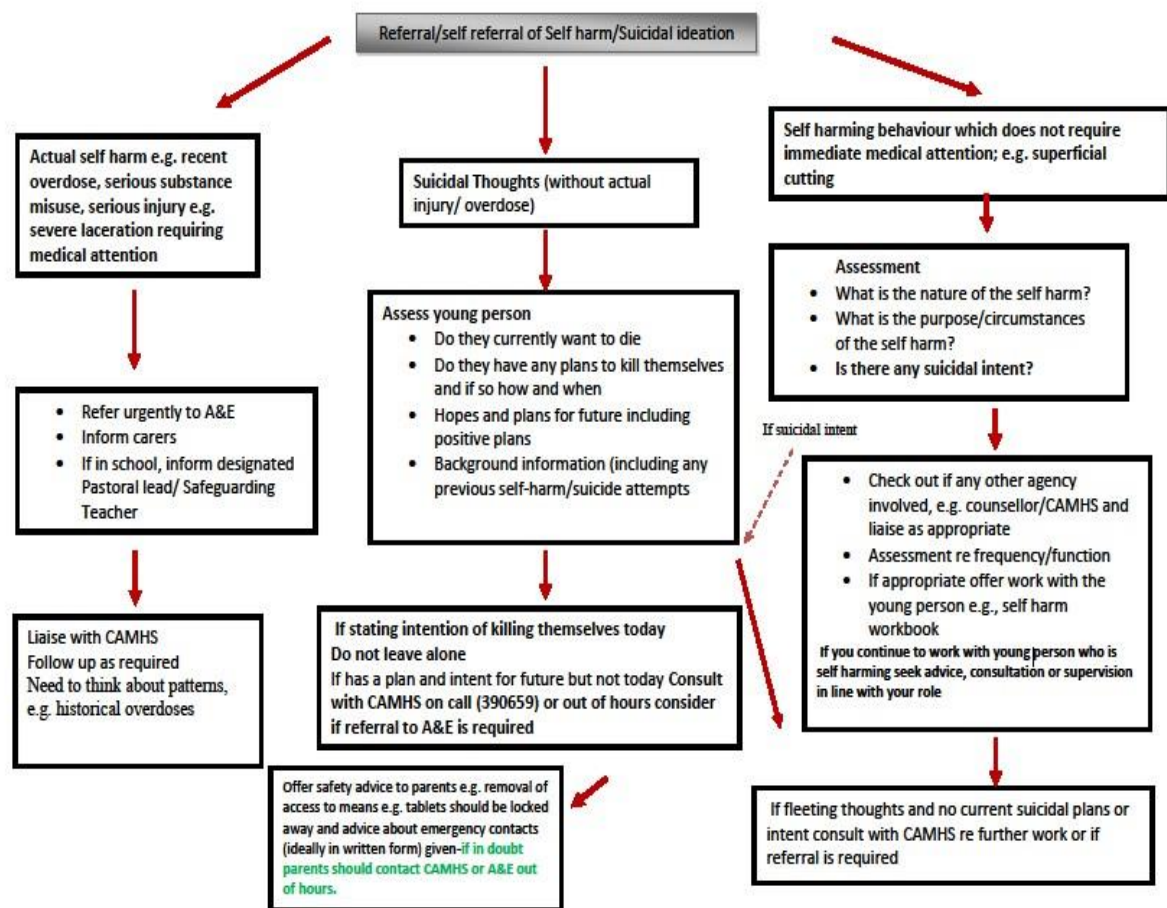 Referral/self referral of Self harm/Suicidal ideation
Actual self harm e.g. recent
overdose, serious substance
misuse, serious injury e.g.
severe laceration requiring
medical attention
• Refer urgently to A&E
• Inform carers
• If in school, inform designated
Pastoral lead/ Safeguarding
Teacher
Liaise with CAMHS
Follow up as required
Need to think about patterns,
e.g. historical overdoses
Suicidal Thoughts (without actual
injury/ overdose)
Assess young person
• Do they currently want to die
• Do they have any plans to kill themselves
and if so how and when
• Hopes and plans for future including
positive plans
• Background information (including any
previous self-harm/suicide attempts
If stating intention of killing themselves today
Do not leave alone
If has a plan and intent for future but not today Consult
with CAMHS on call (390659) or out of hours consider
if referral to A&E is required
Offer safety advice to parents e.g. removal of
access to means e.g. tablets should be locked
away and advice about emergency contacts
(ideally in written form) given-if in doubt
parents should contact CAMHS or A&E out
of hours.
Self harming behaviour which does not require
immediate medical attention; e.g. superficial
cutting
Assessment
• What is the nature of the self harm?
• What is the purpose/circumstances
of the self harm?
• Is there any suicidal intent?
If suicidal intent
• Check out if any other agency
involved, e.g. counsellor/CAMHS and
liaise as appropriate
• Assessment re frequency/function
• If appropriate offer work with the
young person e.g., self harm
workbook
If you continue to work with young person who is
self harming seek advice, consultation or supervision
in line with your role
If fleeting thoughts and no current suicidal plans or
intent consult with CAMHS re further work or if
referral is required